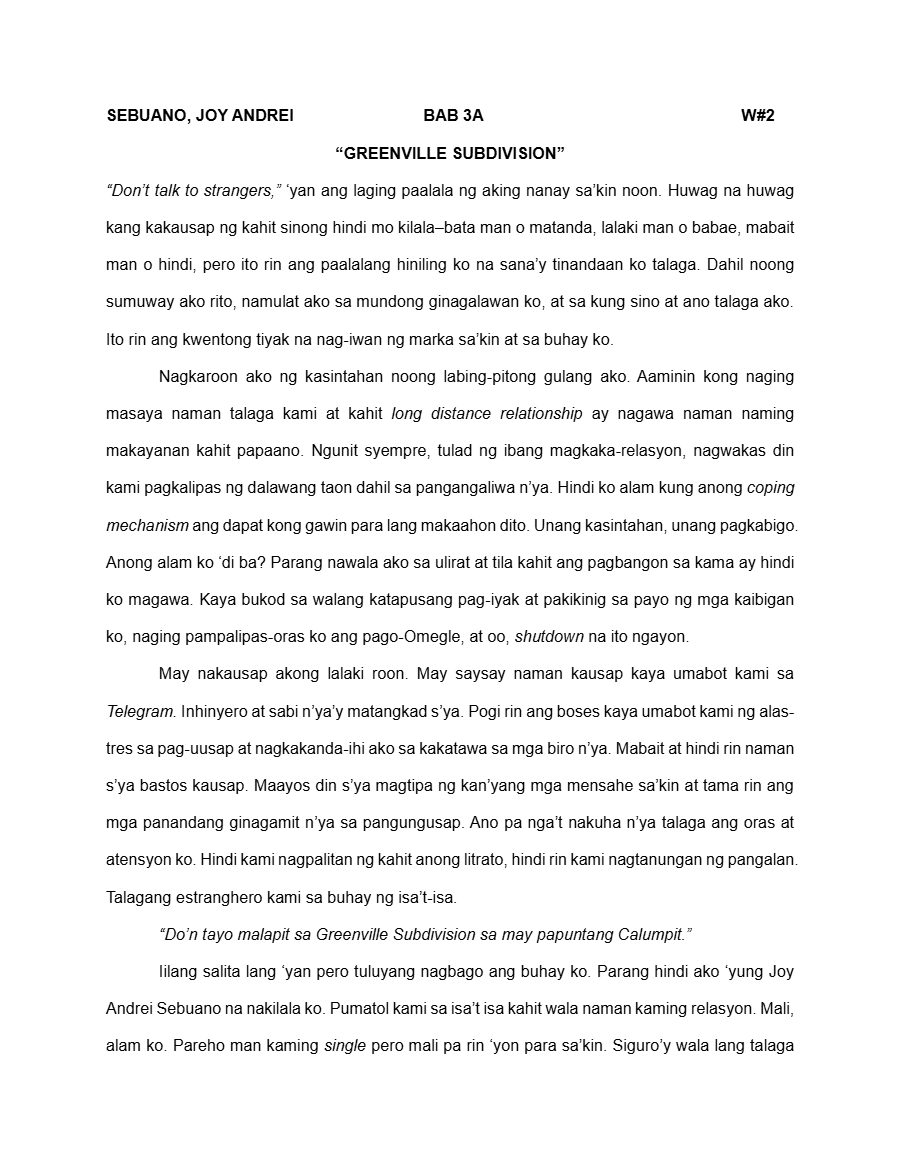 SEBUANO, JOY ANDREI BAB 3A W#2
“GREENVILLE SUBDIVISION”
“Don’t talk to strangers,” ‘yan ang laging paalala ng aking nanay sa’kin noon. Huwag na huwag
kang kakausap ng kahit sinong hindi mo kilala–bata man o matanda, lalaki man o babae, mabait
man o hindi, pero ito rin ang paalalang hiniling ko na sana’y tinandaan ko talaga. Dahil noong
sumuway ako rito, namulat ako sa mundong ginagalawan ko, at sa kung sino at ano talaga ako.
Ito rin ang kwentong tiyak na nag-iwan ng marka sa’kin at sa buhay ko.
Nagkaroon ako ng kasintahan noong labing-pitong gulang ako. Aaminin kong naging
masaya naman talaga kami at kahit long distance relationship ay nagawa naman naming
makayanan kahit papaano. Ngunit syempre, tulad ng ibang magkaka-relasyon, nagwakas din
kami pagkalipas ng dalawang taon dahil sa pangangaliwa n’ya. Hindi ko alam kung anong coping
mechanism ang dapat kong gawin para lang makaahon dito. Unang kasintahan, unang pagkabigo.
Anong alam ko ‘di ba? Parang nawala ako sa ulirat at tila kahit ang pagbangon sa kama ay hindi
ko magawa. Kaya bukod sa walang katapusang pag-iyak at pakikinig sa payo ng mga kaibigan
ko, naging pampalipas-oras ko ang pago-Omegle, at oo, shutdown na ito ngayon.
May nakausap akong lalaki roon. May saysay naman kausap kaya umabot kami sa
Telegram. Inhinyero at sabi n’ya’y matangkad s’ya. Pogi rin ang boses kaya umabot kami ng alas-
tres sa pag-uusap at nagkakanda-ihi ako sa kakatawa sa mga biro n’ya. Mabait at hindi rin naman
s’ya bastos kausap. Maayos din s’ya magtipa ng kan’yang mga mensahe sa’kin at tama rin ang
mga panandang ginagamit n’ya sa pangungusap. Ano pa nga’t nakuha n’ya talaga ang oras at
atensyon ko. Hindi kami nagpalitan ng kahit anong litrato, hindi rin kami nagtanungan ng pangalan.
Talagang estranghero kami sa buhay ng isa’t-isa.
“Do’n tayo malapit sa Greenville Subdivision sa may papuntang Calumpit.”
Iilang salita lang ‘yan pero tuluyang nagbago ang buhay ko. Parang hindi ako ‘yung Joy
Andrei Sebuano na nakilala ko. Pumatol kami sa isa’t isa kahit wala naman kaming relasyon. Mali,
alam ko. Pareho man kaming single pero mali pa rin ‘yon para sa’kin. Siguro’y wala lang talaga